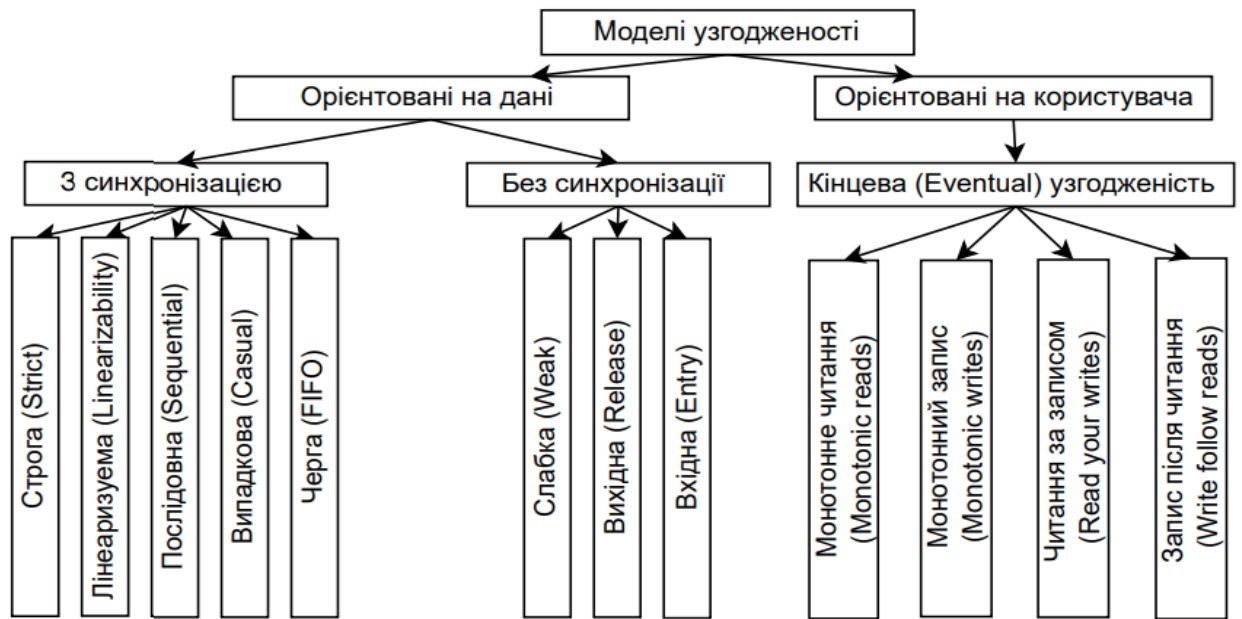 Моделі узгодженості
Орієнтовані на дані
Орієнтовані на користувача
З синхронізацією
Без синхронізації
Кінцева (Eventual) узгодженість
Строга (Strict)
Лінеаризуема (Linearizability)
Послідовна (Sequential)
Випадкова (Casual)
Черга (FIFO)
Слабка (Weak)
Вихідна (Release)
Вхідна (Entry)
Монотонне читання
(Monotonic reads)
Монотонний запис
(Monotonic writes)
Читання за записом
(Read your writes)
Запис після читання
(Write follow reads)